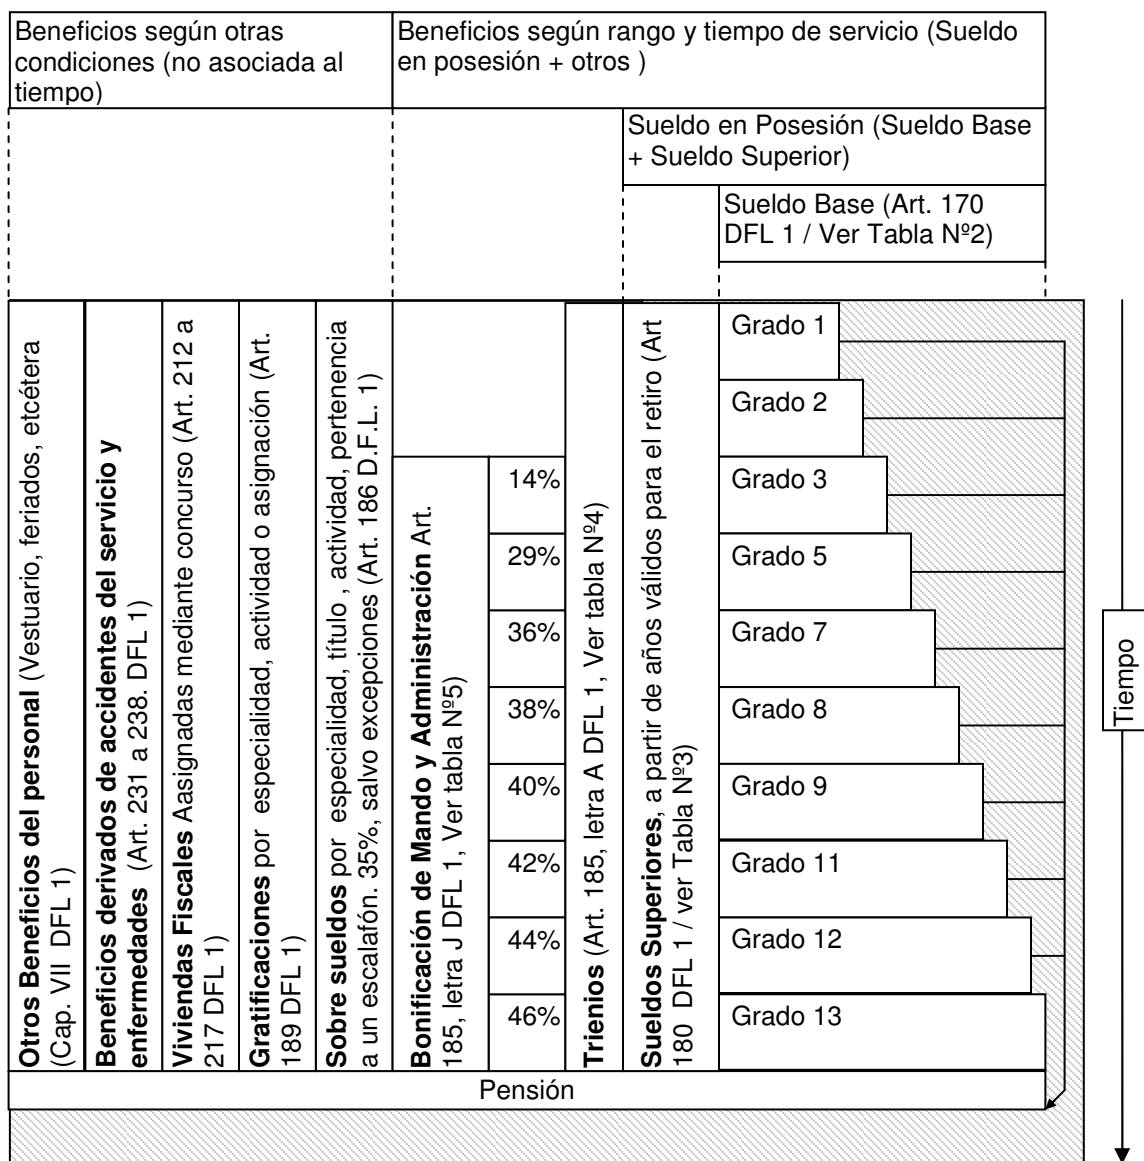 Beneficios según otras
condiciones (no asociada al
tiempo)
Beneficios según rango y tiempo de servicio (Sueldo
en posesión + otros )
Sueldo en Posesión (Sueldo Base
+ Sueldo Superior)
Sueldo Base (Art. 170
DFL 1 / Ver Tabla Nº2)
Otros Beneficios del personal (Vestuario, feriados, etcétera
(Cap. VII DFL 1)
Beneficios derivados de accidentes del servicio y
enfermedades (Art. 231 a 238. DFL 1)
Viviendas Fiscales Aasignadas mediante concurso (Art. 212 a
217 DFL 1)
Gratificaciones por especialidad, actividad o asignación (Art.
189 DFL 1)
Sobre sueldos por especialidad, título , actividad, pertenencia
a un escalafón. 35%, salvo excepciones (Art. 186 D.F.L. 1)
Bonificación de Mando y Administración Art.
185, letra J DFL 1, Ver tabla Nº5)
14%
29%
36%
38%
40%
42%
44%
46%
Trienios (Art. 185, letra A DFL 1, Ver tabla Nº4)
Sueldos Superiores, a partir de años válidos para el retiro (Art
180 DFL 1 / ver Tabla Nº3)
Grado 1
Grado 2
Grado 3
Grado 5
Grado 7
Grado 8
Grado 9
Grado 11
Grado 12
Grado 13
Tiempo
Pensión